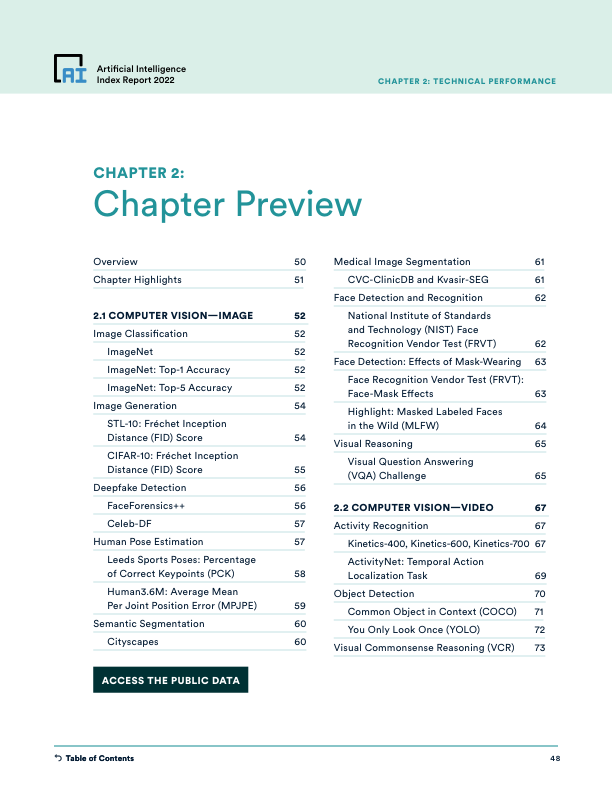 AI
Artificial Intelligence
Index Report 2022
CHAPTER 2: TECHNICAL PERFORMANCE
CHAPTER 2:
Chapter Preview
Overview 50
Chapter Highlights 51
2.1 COMPUTER VISION—IMAGE 52
Image Classification 52
ImageNet 52
ImageNet: Top-1 Accuracy 52
ImageNet: Top-5 Accuracy 52
Image Generation 54
STL-10: Fréchet Inception
Distance (FID) Score 54
CIFAR-10: Fréchet Inception
Distance (FID) Score 55
Deepfake Detection 56
FaceForensics++ 56
Celeb-DF 57
Human Pose Estimation 57
Leeds Sports Poses: Percentage
of Correct Keypoints (PCK) 58
Human3.6M: Average Mean
Per Joint Position Error (MPJPE) 59
Semantic Segmentation 60
Cityscapes 60
Medical Image Segmentation 61
CVC-ClinicDB and Kvasir-SEG 61
Face Detection and Recognition 62
National Institute of Standards
and Technology (NIST) Face
Recognition Vendor Test (FRVT) 62
Face Detection: Effects of Mask-Wearing 63
Face Recognition Vendor Test (FRVT):
Face-Mask Effects 63
Highlight: Masked Labeled Faces
in the Wild (MLFW) 64
Visual Reasoning 65
Visual Question Answering
(VQA) Challenge 65
2.2 COMPUTER VISION—VIDEO 67
Activity Recognition 67
Kinetics-400, Kinetics-600, Kinetics-700 67
ActivityNet: Temporal Action
Localization Task 69
Object Detection 70
Common Object in Context (COCO) 71
You Only Look Once (YOLO) 72
Visual Commonsense Reasoning (VCR) 73
ACCESS THE PUBLIC DATA
Table of Contents
48